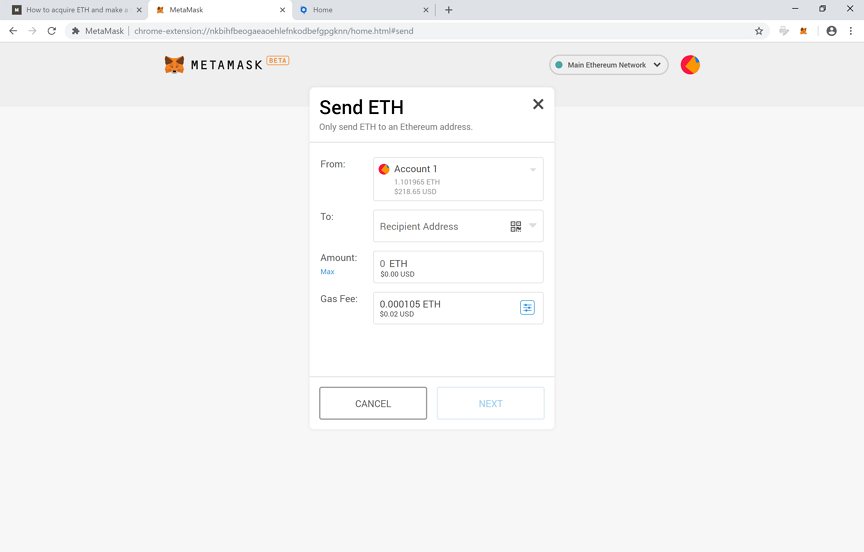 How to acquire ETH and make a
MetaMask
Home
MetaMask
chrome-extension://nkbihfbeogaeaoehlefnkodbefgpgknn/home.html#send
METAMASK
BETA
Main Ethereum Network
Send ETH
Only send ETH to an Ethereum address.
From:
Account 1
1.101965 ETH
$218.65 USD
To:
Recipient Address
Amount:
Max
0 ETH
$0.00 USD
Gas Fee:
0.000105 ETH
$0.02 USD
CANCEL
NEXT